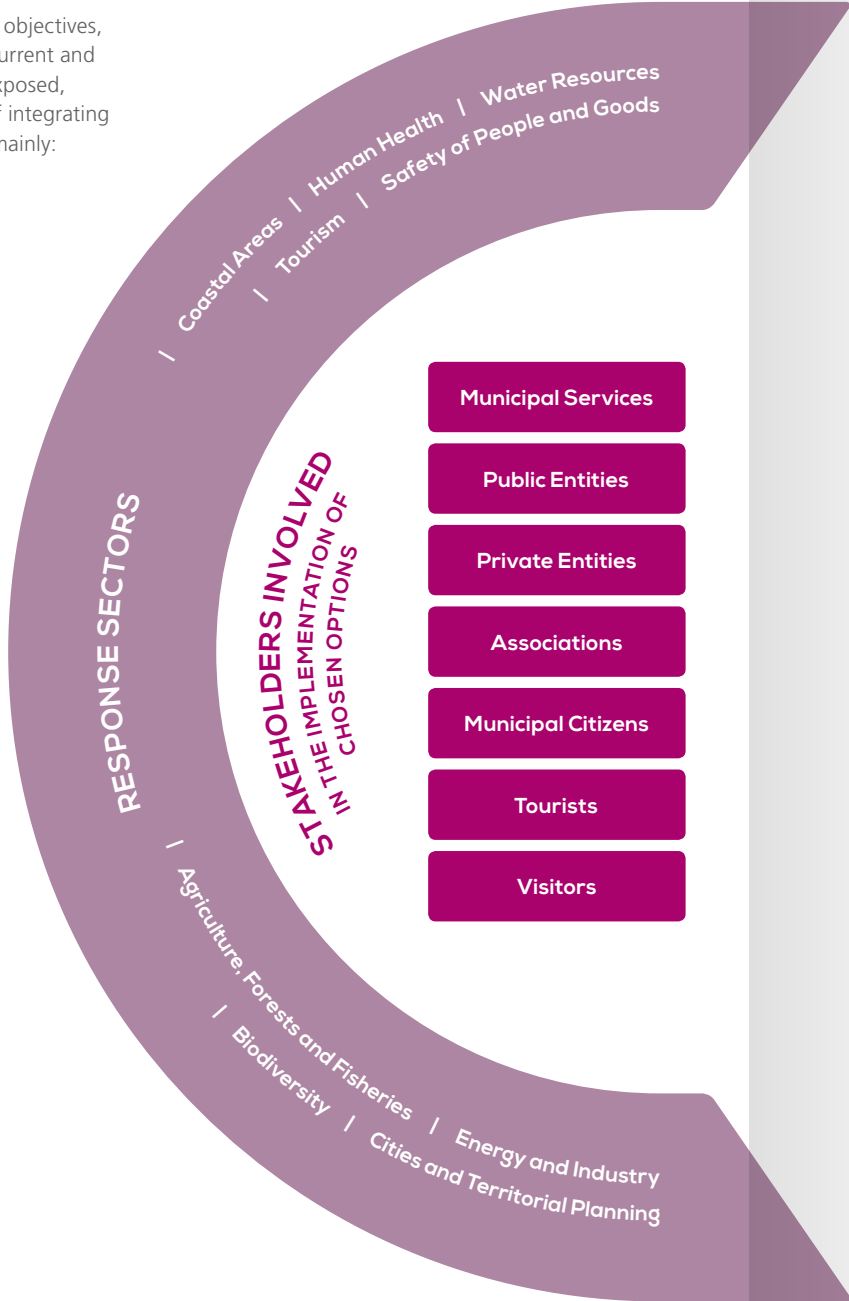 objectives,
urrent and
xposed,
f integrating
nainly:
| Coastal Areas | Human Health | Water Resources
| Tourism | Safety of People and Goods
RESPONSE SECTORS
STAKEHOLDERS INVOLVED
IN THE IMPLEMENTATION OF
CHOSEN OPTIONS
Municipal Services
Public Entities
Private Entities
Associations
Municipal Citizens
Tourists
Visitors
| Agriculture, Forests and Fisheries | Energy and Industry
| Biodiversity | Cities and Territorial Planning